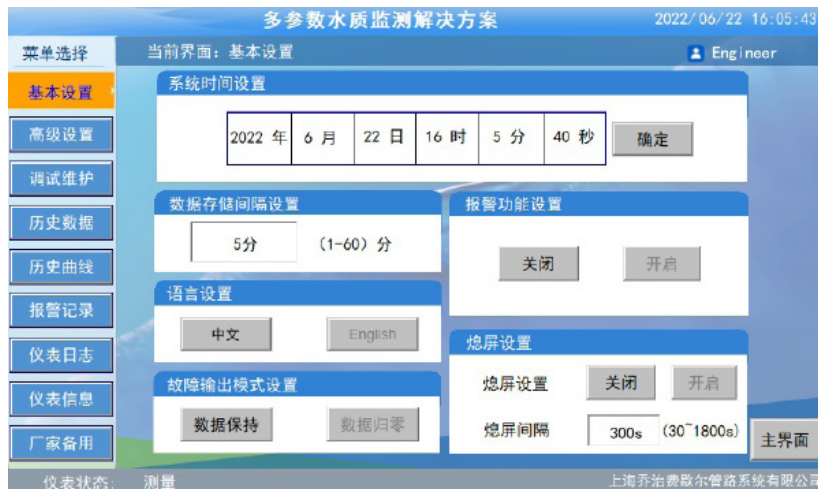 多参数水质监测解决方案 2022/06/22 16:05:43
菜单选择 当前界面：基本设置 Engineer
基本设置
高级设置
调试维护
历史数据
历史曲线
报警记录
仪表日志
仪表信息
厂家备用
系统时间设置
2022 年 6 月 22 日 16 时 5 分 40 秒 确定
数据存储间隔设置
5分 （1-60）分
报警功能设置
关闭 开启
语言设置
中文 English
故障输出模式设置
数据保持 数据归零
熄屏设置
熄屏设置 关闭 开启
熄屏间隔 300s (30~1800s)
主界面
仪表状态: 测量 上海乔治费歇尔管路系统有限公司